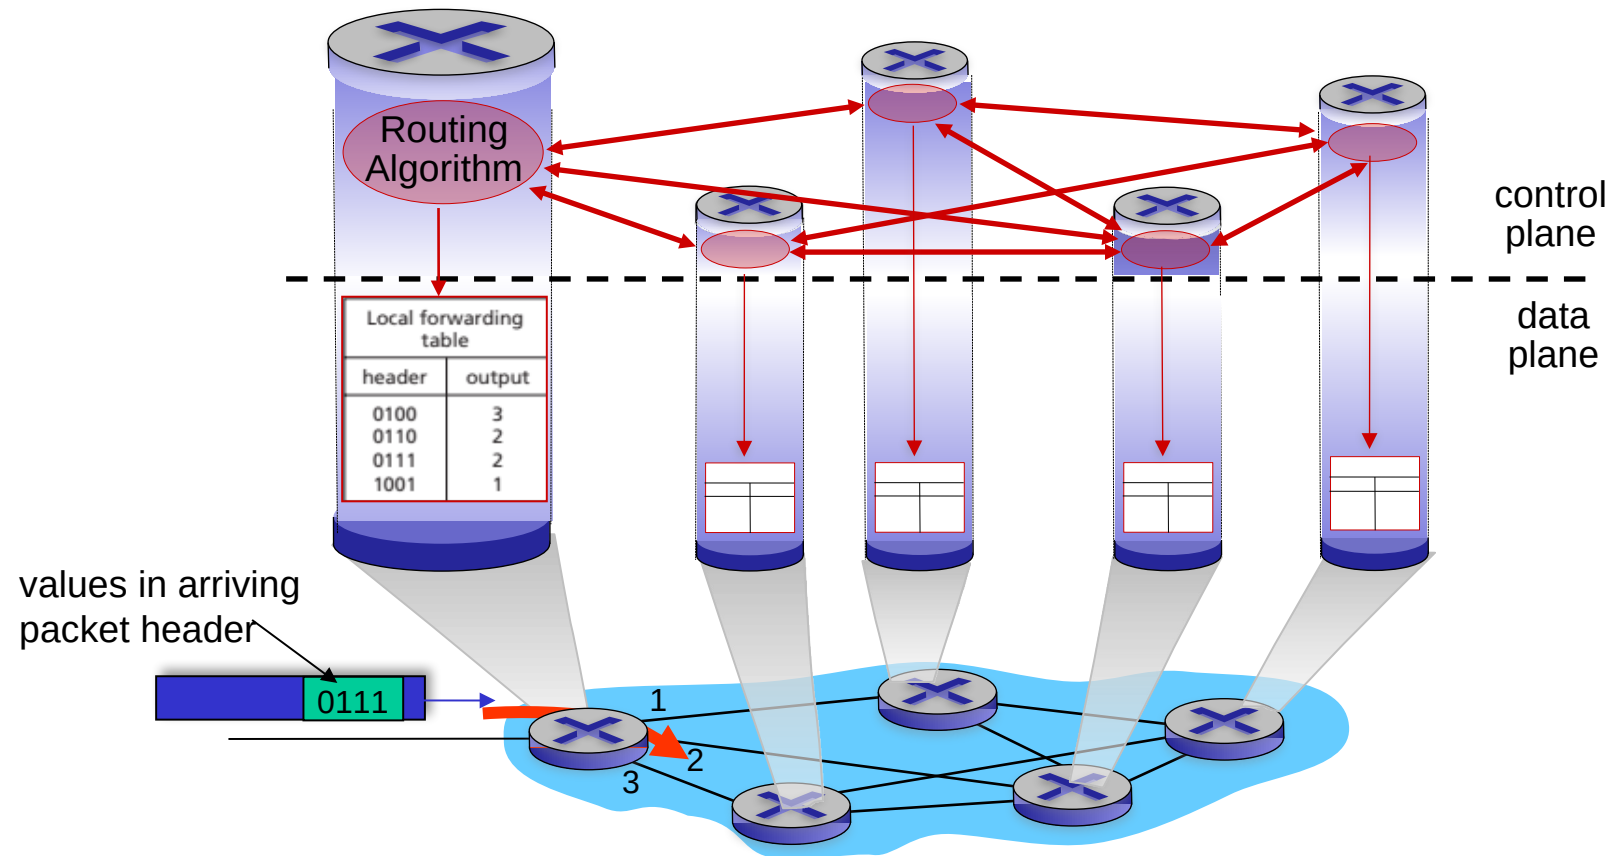 Routing
Algorithm
control
plane
data
plane
Local forwarding
table
header output
0100 3
0110 2
0111 2
1001 1
values in arriving
packet header
0111
1
2
3